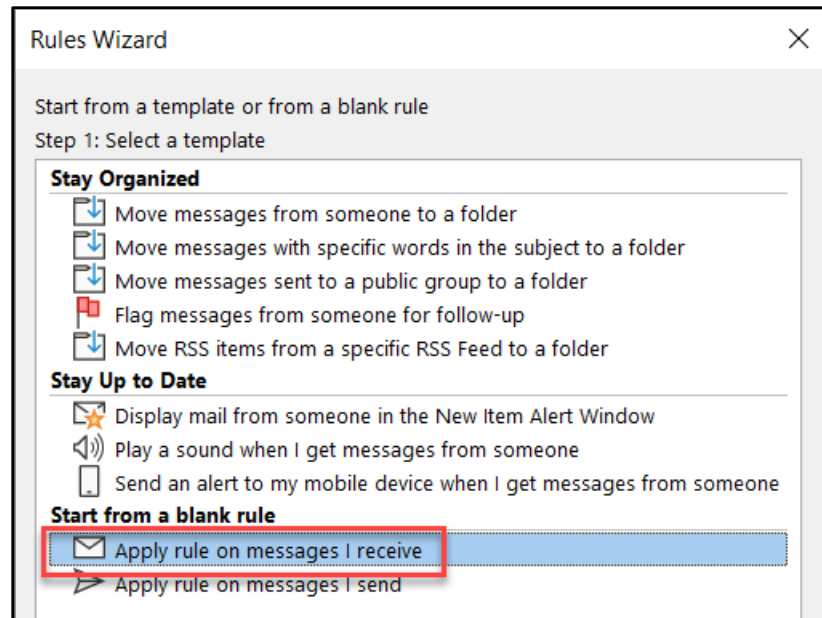 Rules Wizard
Start from a template or from a blank rule
Step 1: Select a template
Stay Organized
Move messages from someone to a folder
Move messages with specific words in the subject to a folder
Move messages sent to a public group to a folder
Flag messages from someone for follow-up
Move RSS items from a specific RSS Feed to a folder
Stay Up to Date
Display mail from someone in the New Item Alert Window
Play a sound when I get messages from someone
Send an alert to my mobile device when I get messages from someone
Start from a blank rule
Apply rule on messages I receive
Apply rule on messages I send